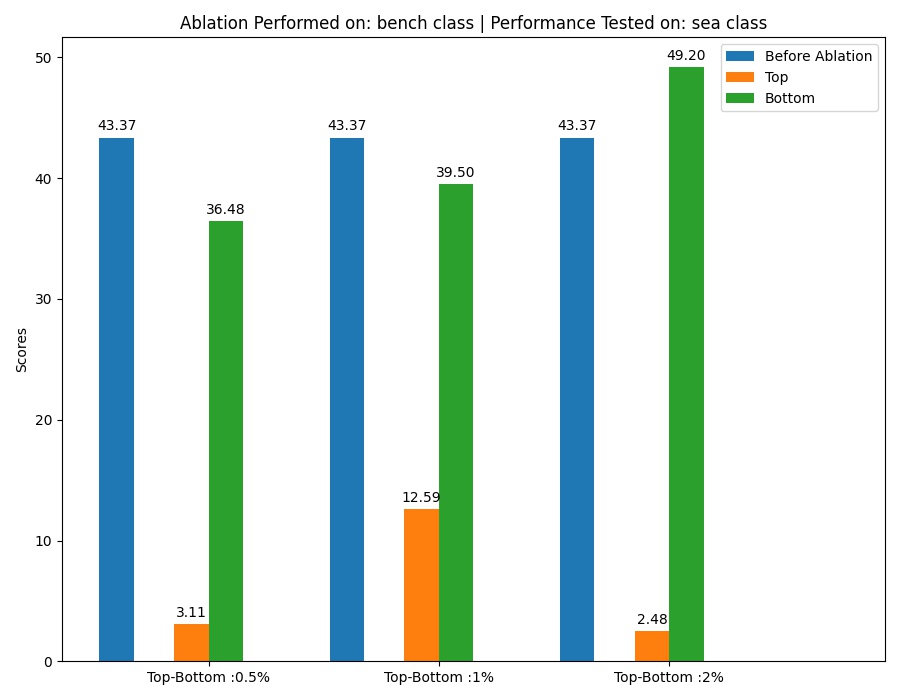 Ablation Performed on: bench class | Performance Tested on: sea class
Before Ablation
Top
Bottom
Scores
50
40
30
20
10
0
43.37
3.11
36.48
43.37
12.59
39.50
43.37
2.48
49.20
Top-Bottom :0.5%
Top-Bottom :1%
Top-Bottom :2%